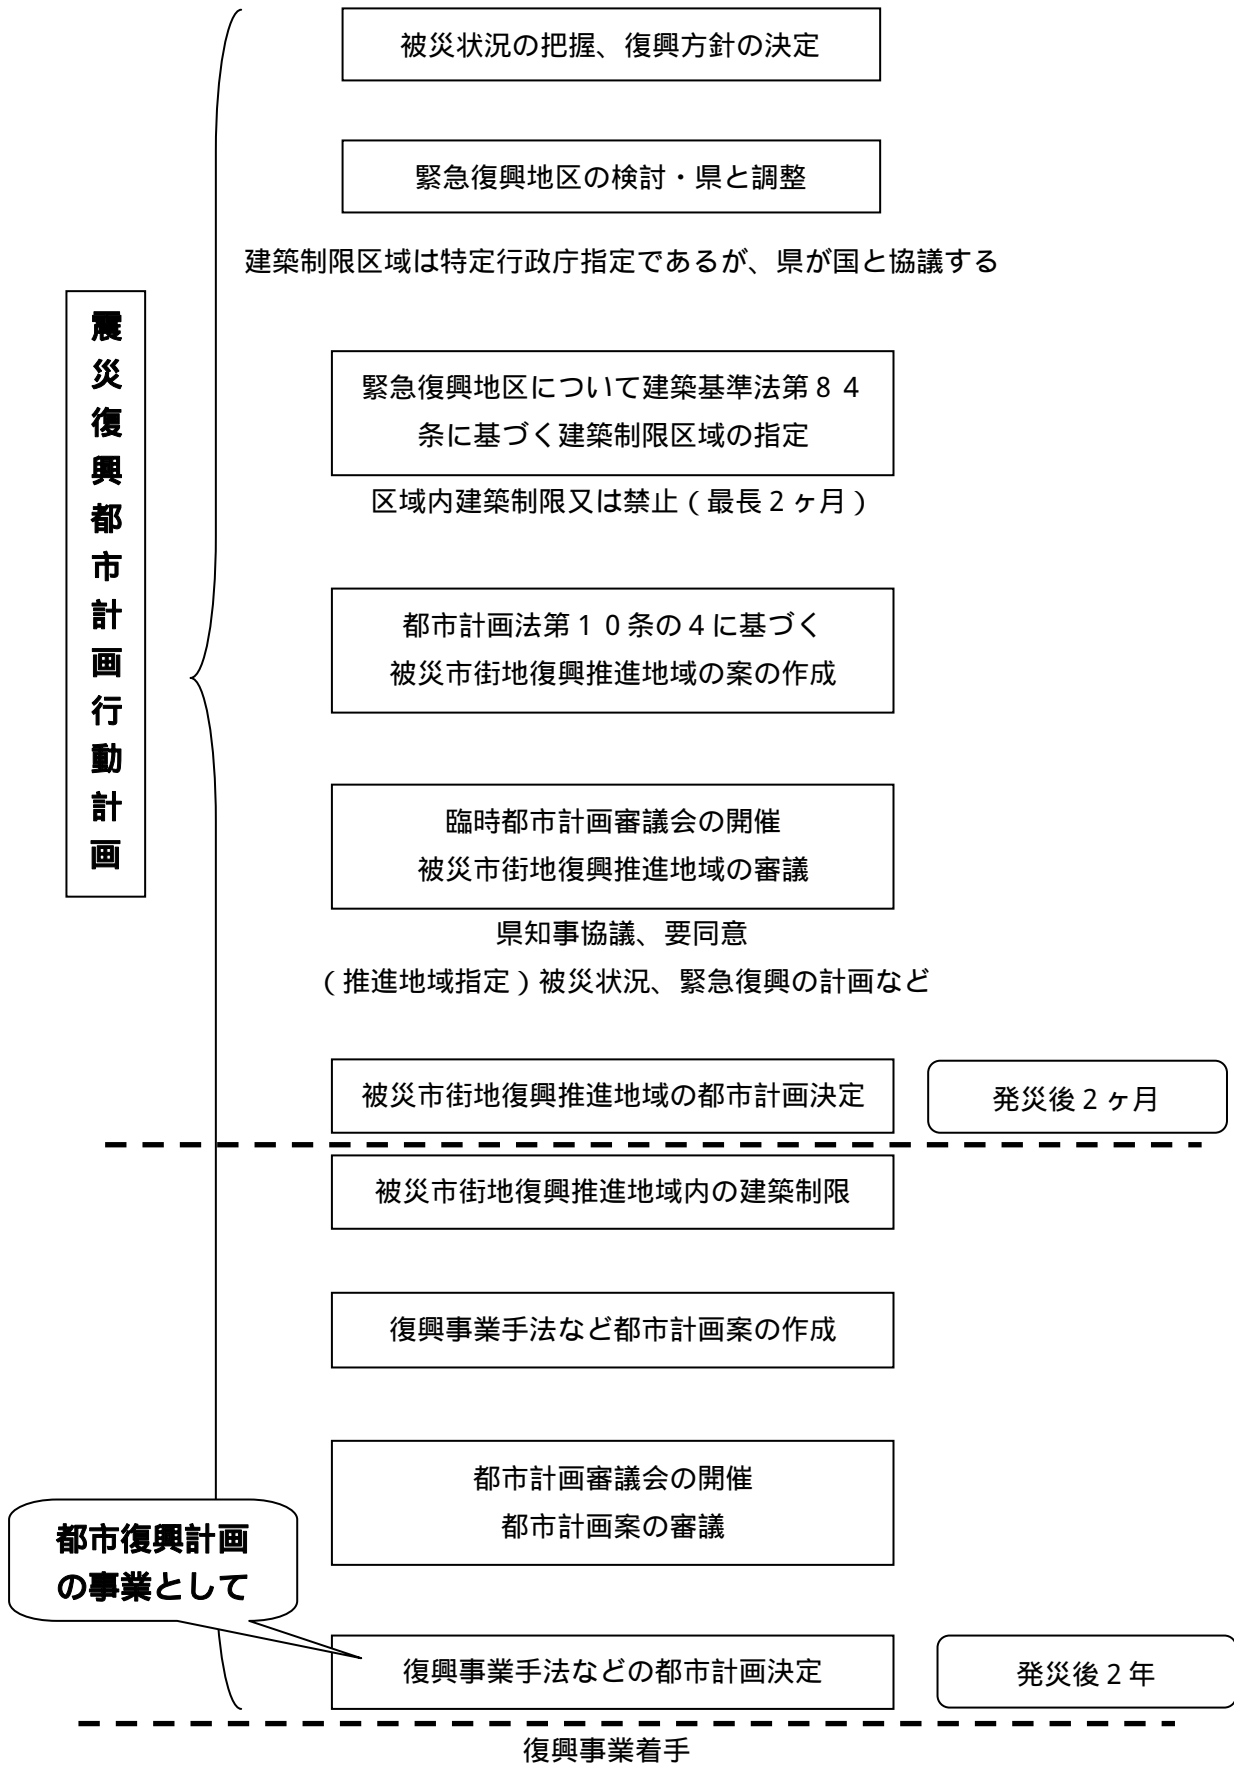 被災状況の把握、復興方針の決定
緊急復興地区の検討・県と調整
建築制限区域は特定行政庁指定であるが、県が国と協議する
震災復興都市計画行動計画
緊急復興地区について建築基準法第８４
条に基づく建築制限区域の指定
区域内建築制限又は禁止（最長２ヶ月）
都市計画法第１０条の４に基づく
被災市街地復興推進地域の案の作成
臨時都市計画審議会の開催
被災市街地復興推進地域の審議
県知事協議、要同意
（推進地域指定）被災状況、緊急復興の計画など
被災市街地復興推進地域の都市計画決定
発災後２ヶ月
被災市街地復興推進地域内の建築制限
復興事業手法など都市計画案の作成
都市計画審議会の開催
都市計画案の審議
都市復興計画
の事業として
復興事業手法などの都市計画決定
発災後２年
復興事業着手